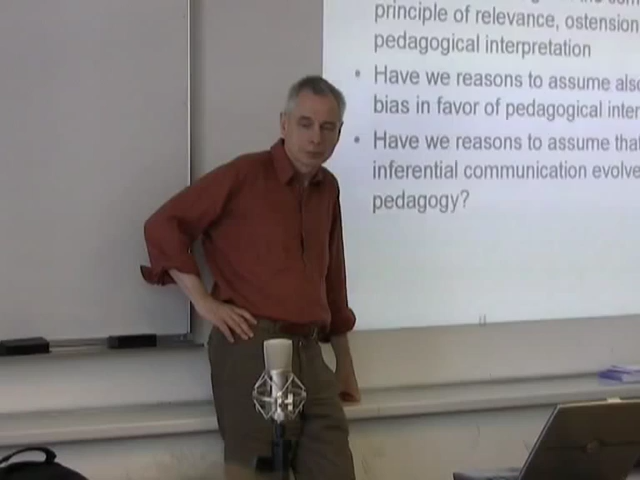 principle of relevance, ostension
pedagogical interpretation
• Have we reasons to assume also
bias in favor of pedagogical inter
• Have we reasons to assume that
inferential communication evolve
pedagogy?